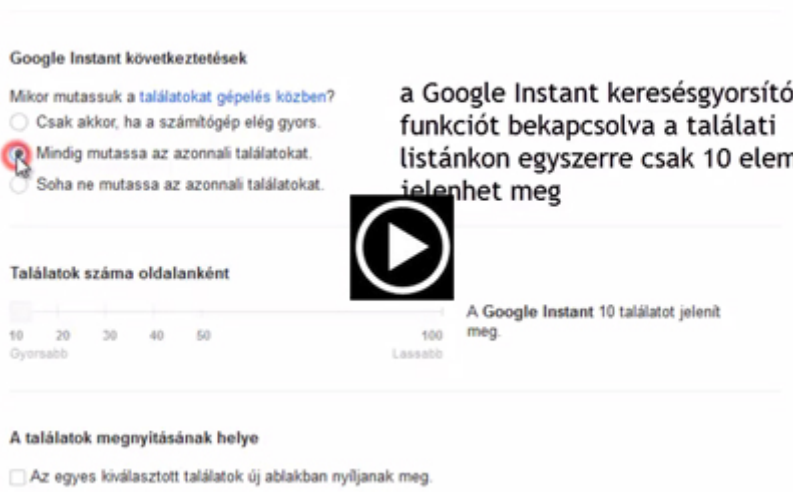 Google Instant következtetések
Mikor mutassuk a találatokat gépelés közben?
Csak akkor, ha a számítógép elég gyors.
Mindig mutassa az azonnali találatokat.
Soha ne mutassa az azonnali találatokat.
a Google Instant keresésgyorsító
funkciót bekapcsolva a találati
listánkon egyszerre csak 10 elem
jelenhet meg
Találatok száma oldalanként
10 20 30 40 50 100
Gyorsabb Lassabb
A Google Instant 10 találatot jelenít
meg.
A találatok megnyitásának helye
Az egyes kiválasztott találatok új ablakban nyíljanak meg.